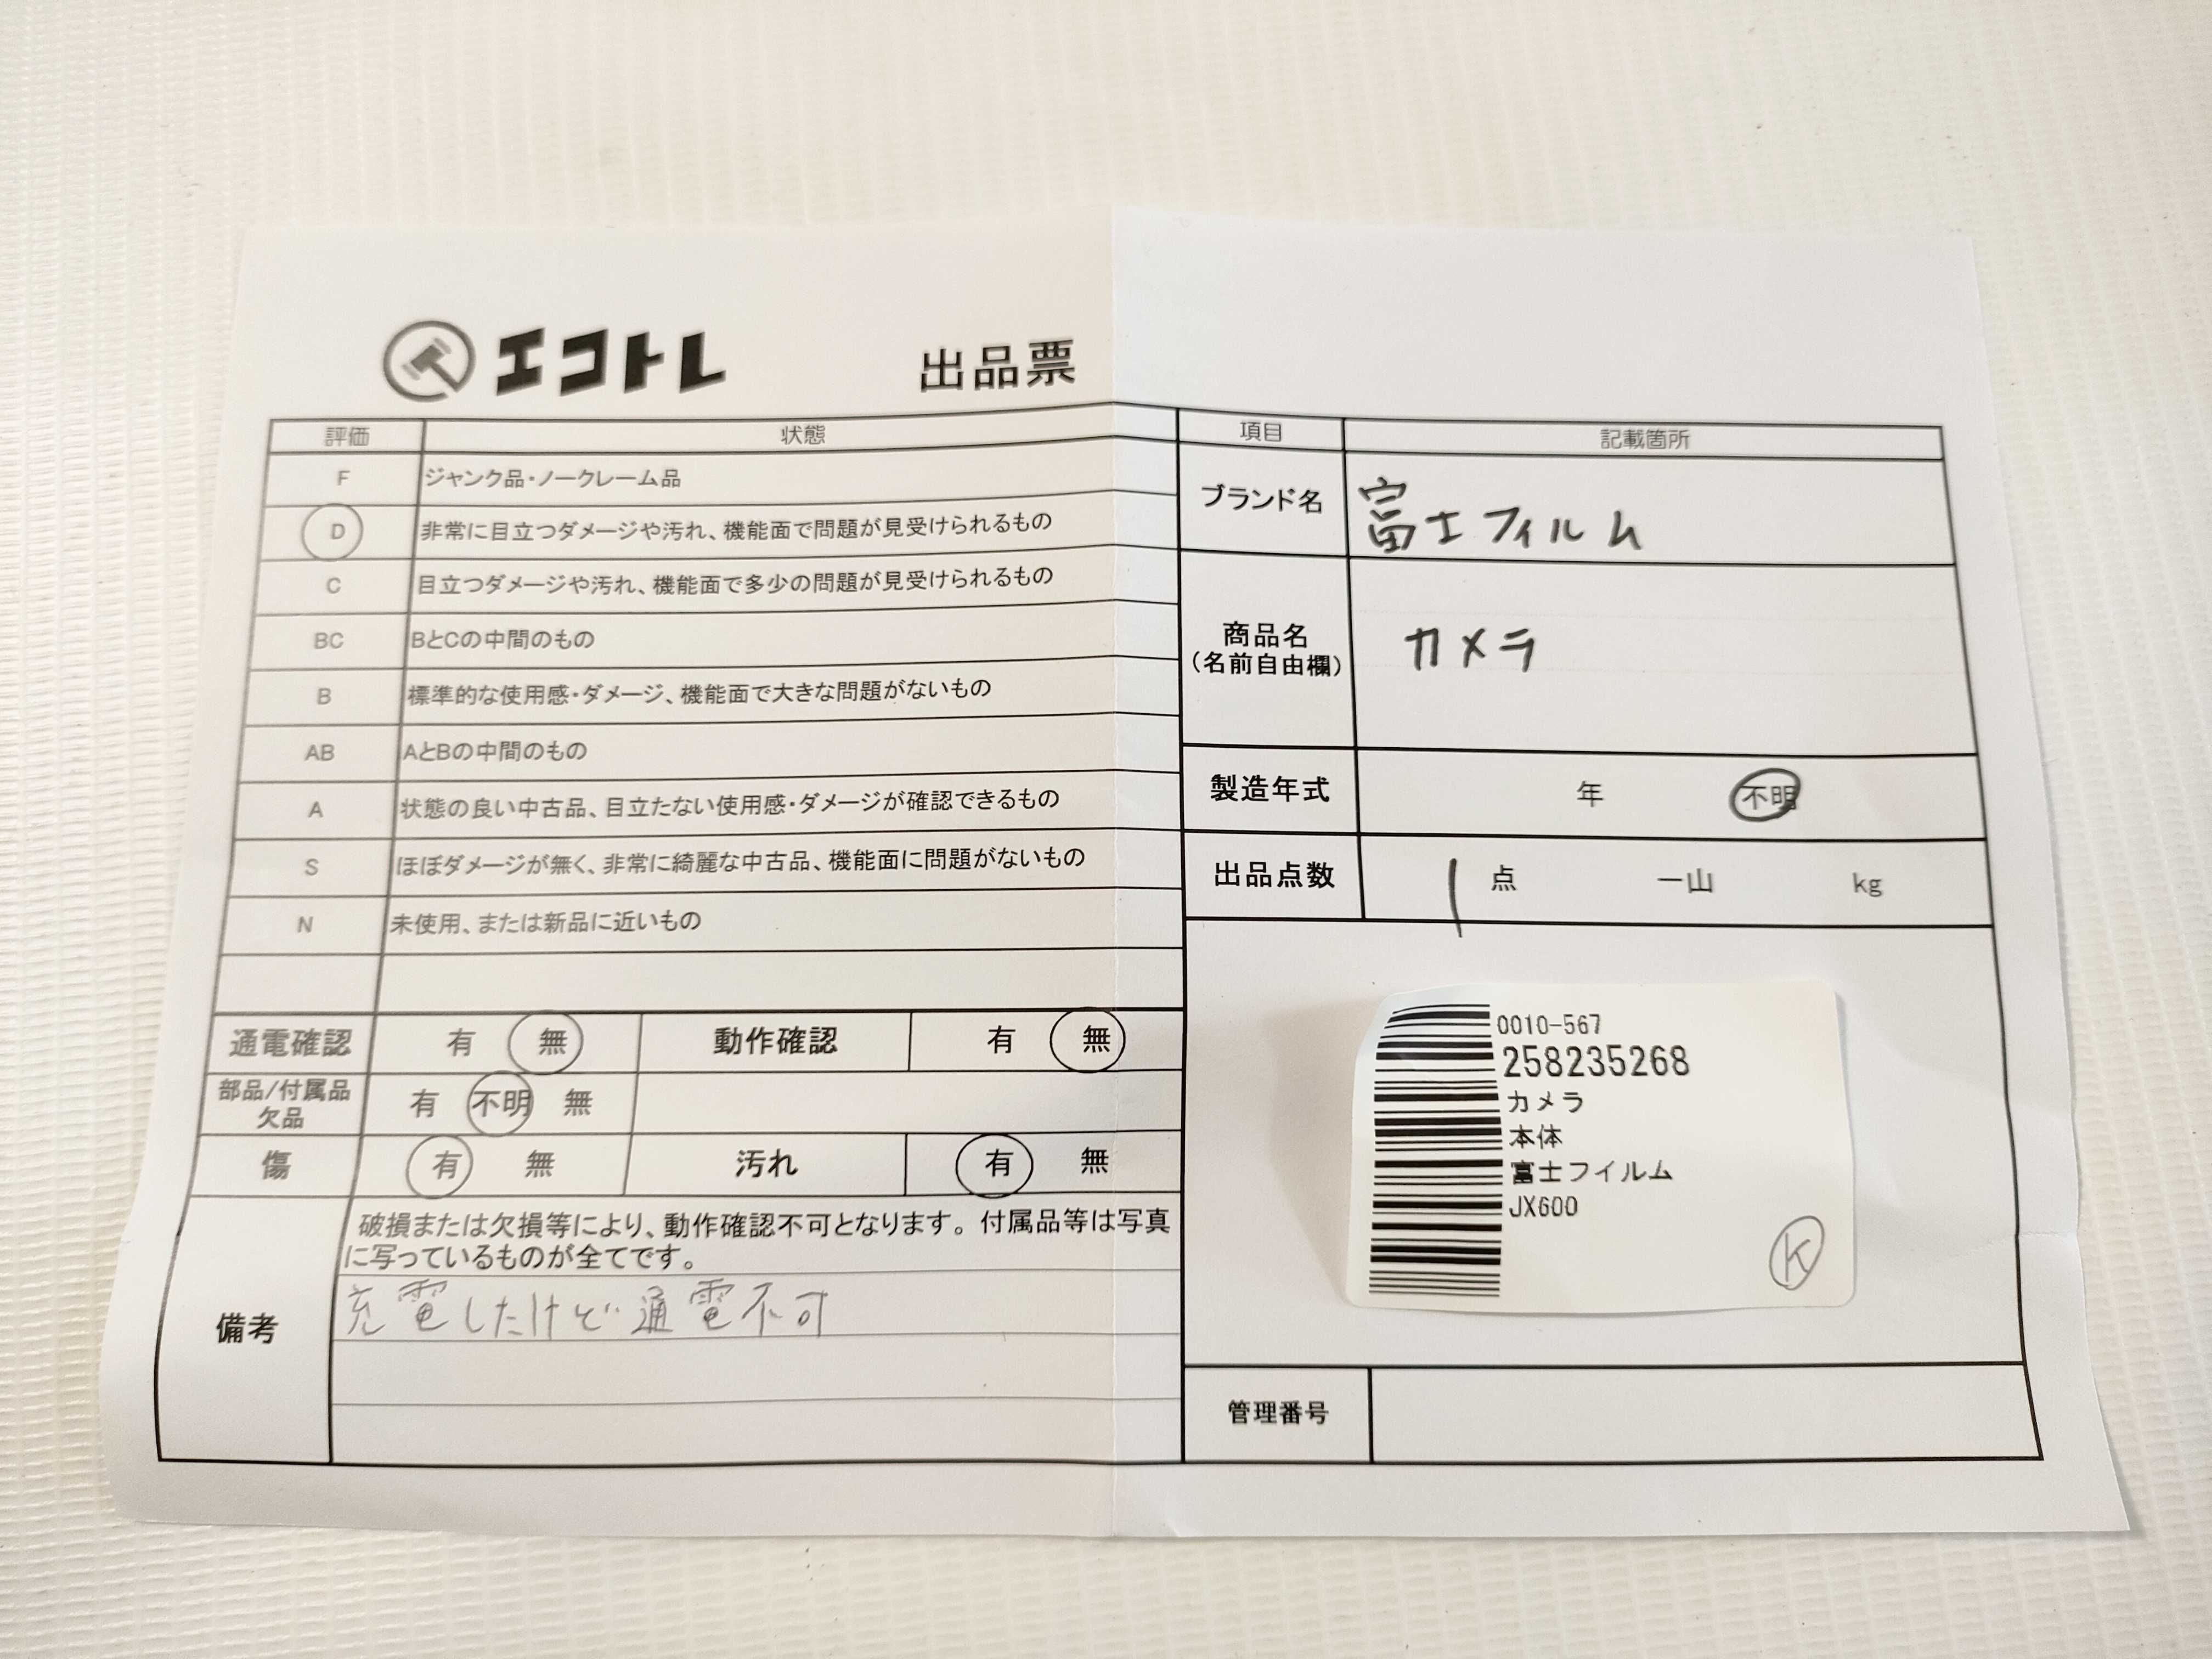 エコトレ 出品票
評価 状態
F ジャンク品・ノークレーム品
D 非常に目立つダメージや汚れ、機能面で問題が見受けられるもの
C 目立つダメージや汚れ、機能面で多少の問題が見受けられるもの
BC BとCの中間のもの
B 標準的な使用感・ダメージ、機能面で大きな問題がないもの
AB AとBの中間のもの
A 状態の良い中古品、目立たない使用感・ダメージが確認できるもの
S ほぼダメージが無く、非常に綺麗な中古品、機能面に問題がないもの
N 未使用、または新品に近いもの
通電確認 有 無 動作確認 有 無
部品/付属品
欠品 有 不明 無
傷 有 無 汚れ 有 無
備考
破損または欠損等により、動作確認不可となります。付属品等は写真
に写っているものが全てです。
充電したけど通電不可
項目 記載箇所
ブランド名 富士フィルム
商品名
(名前自由欄) カメラ
製造年式 年 不明
出品点数 1 点 一山 kg
0010-567
258235268
カメラ
本体
富士フイルム
JX600
K
管理番号